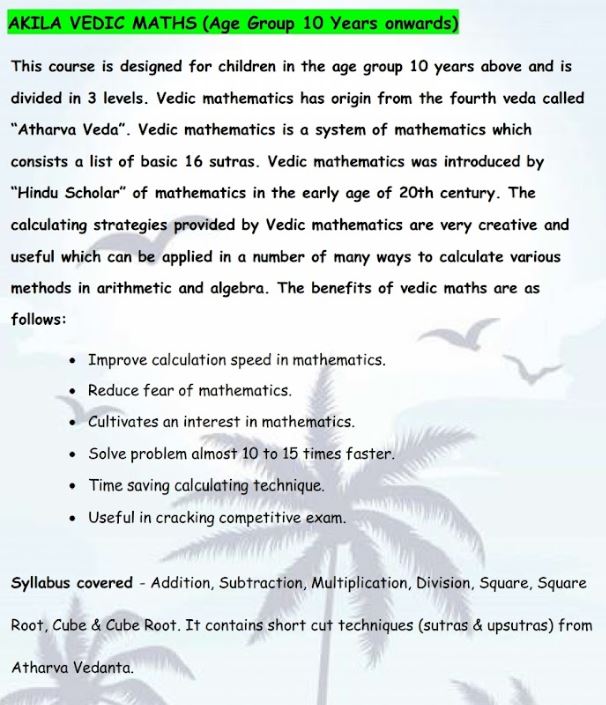 AKILA VEDIC MATHS (Age Group 10 Years onwards)
This course is designed for children in the age group 10 years above and is
divided in 3 levels. Vedic mathematics has origin from the fourth veda called
“Atharva Veda”. Vedic mathematics is a system of mathematics which
consists a list of basic 16 sutras. Vedic mathematics was introduced by
“Hindu Scholar” of mathematics in the early age of 20th century. The
calculating strategies provided by Vedic mathematics are very creative and
useful which can be applied in a number of many ways to calculate various
methods in arithmetic and algebra. The benefits of vedic maths are as
follows:
• Improve calculation speed in mathematics.
• Reduce fear of mathematics.
• Cultivates an interest in mathematics.
• Solve problem almost 10 to 15 times faster.
• Time saving calculating technique.
• Useful in cracking competitive exam.
Syllabus covered - Addition, Subtraction, Multiplication, Division, Square, Square
Root, Cube & Cube Root. It contains short cut techniques (sutras & upsutras) from
Atharva Vedanta.